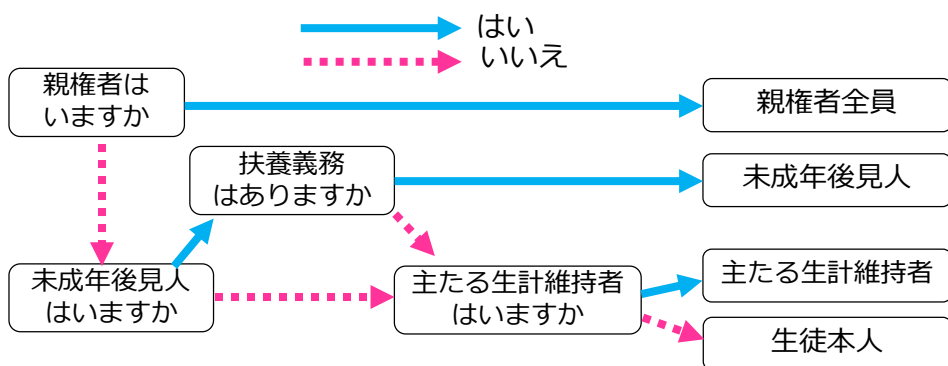 はい
いいえ
親権者は
いますか
親権者全員
扶養義務
はありますか
未成年後見人
未成年後見人
はいますか
主たる生計維持者
はいますか
主たる生計維持者
生徒本人